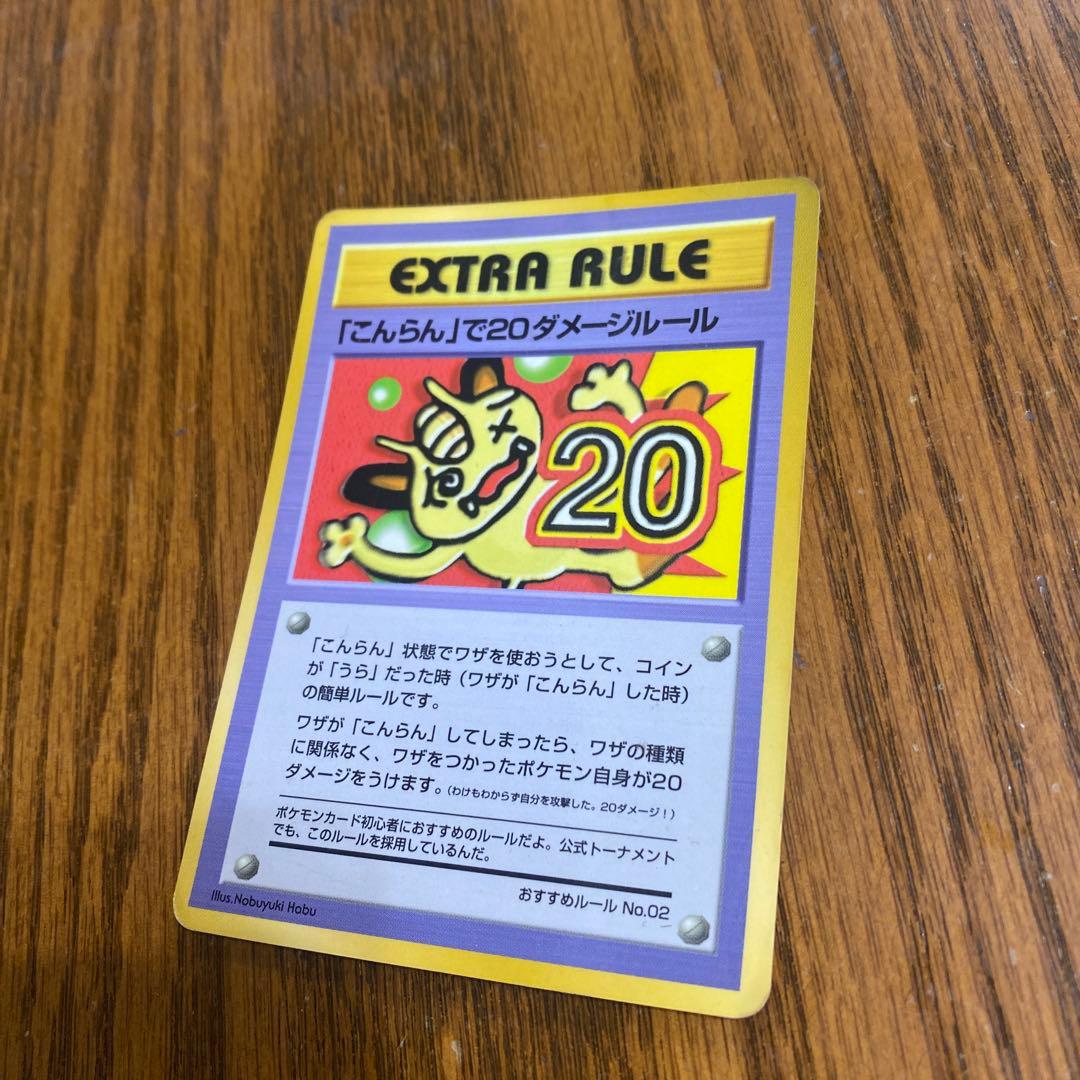 EXTRA RULE
「こんらん」で20ダメージルール
20
「こんらん」状態でワザを使おうとして、コイン
が「うら」だった時(ワザが「こんらん」した時)
の簡単ルールです。
ワザが「こんらん」してしまったら、ワザの種類
に関係なく、ワザをつかったポケモン自身が20
ダメージをうけます。(わけもわからず自分を攻撃した。20ダメージ!)
ポケモンカード初心者におすすめのルールだよ。公式トーナメント
でも、このルールを採用しているんだ。
おすすめルール No.02
Illus.Nobuyuki Habu